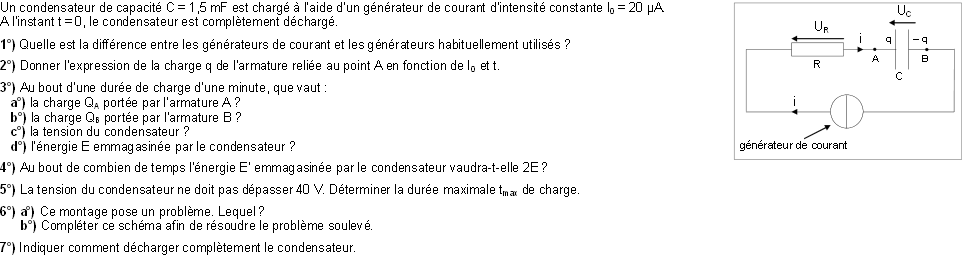 Un condensateur de capacité C = 1,5 mF est chargé à l'aide d'un générateur de courant d'intensité constante I₀ = 20 µA.
A l'instant t = 0, le condensateur est complètement déchargé.
1°) Quelle est la différence entre les générateurs de courant et les générateurs habituellement utilisés ?
2°) Donner l'expression de la charge q de l'armature reliée au point A en fonction de I₀ et t.
3°) Au bout d'une durée de charge d'une minute, que vaut :
a°) la charge Q_A portée par l'armature A ?
b°) la charge Q_B portée par l'armature B ?
c°) la tension du condensateur ?
d°) l'énergie E emmagasinée par le condensateur ?
4°) Au bout de combien de temps l'énergie E' emmagasinée par le condensateur vaudra-t-elle 2E ?
5°) La tension du condensateur ne doit pas dépasser 40 V. Déterminer la durée maximale t_max de charge.
6°) a°) Ce montage pose un problème. Lequel ?
b°) Compléter ce schéma afin de résoudre le problème soulevé.
7°) Indiquer comment décharger complètement le condensateur.
U_C
U_R
i q -q
R A B
C
i
générateur de courant